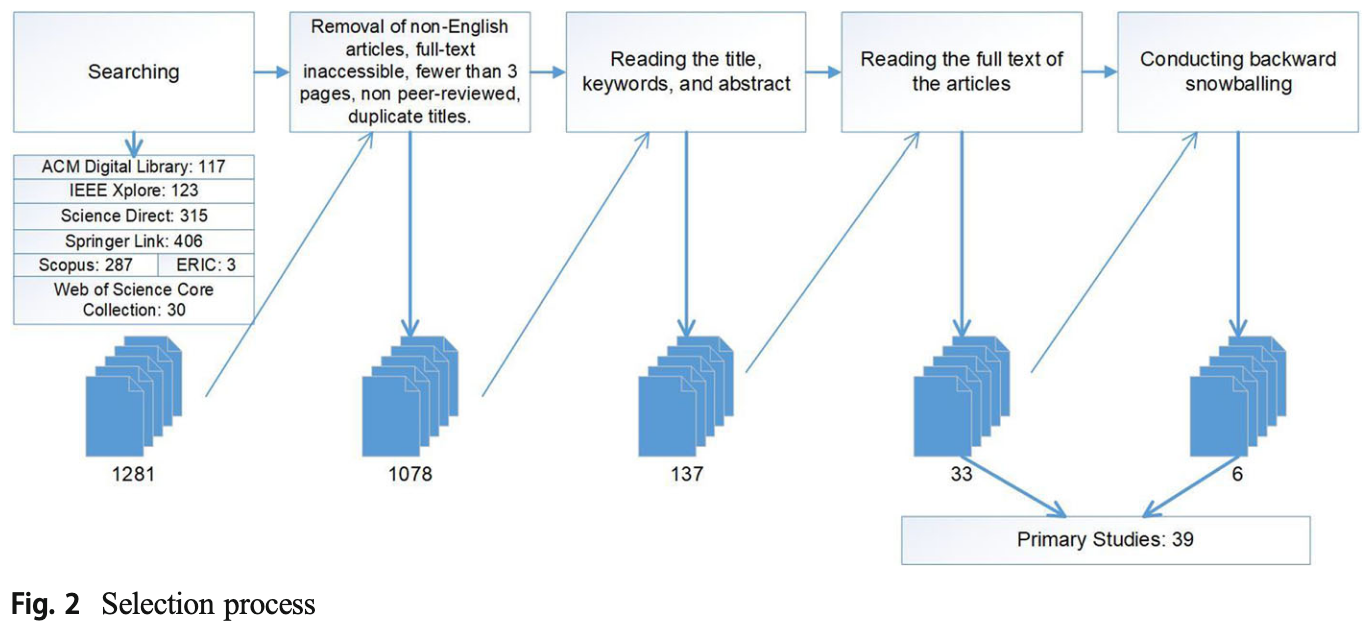 Searching
Removal of non-English
articles, full-text
inaccessible, fewer than 3
pages, non peer-reviewed,
duplicate titles.
Reading the title,
keywords, and abstract
Reading the full text of
the articles
Conducting backward
snowballing
ACM Digital Library: 117
IEEE Xplore: 123
Science Direct: 315
Springer Link: 406
Scopus: 287
ERIC: 3
Web of Science Core
Collection: 30
1281
1078
137
33
6
Primary Studies: 39
Fig. 2 Selection process